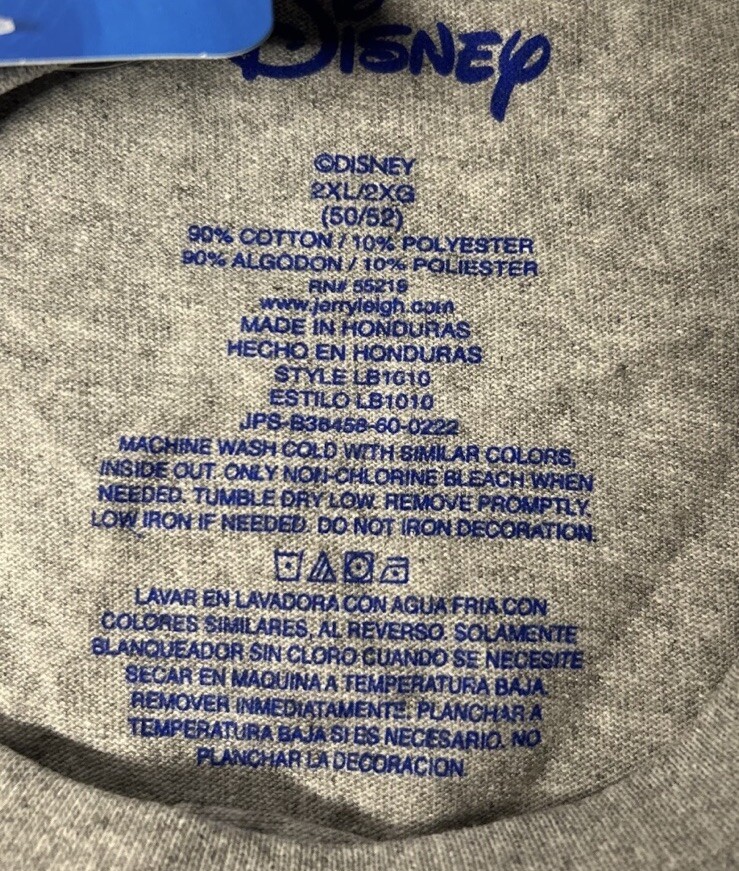 DISNEY
©DISNEY
2XL/2XG
(50/52)
90% COTTON / 10% POLYESTER
90% ALGODON / 10% POLIESTER
RN# 55219
www.jerryleigh.com
MADE IN HONDURAS
HECHO EN HONDURAS
STYLE LB1010
ESTILO LB1010
JPS-B38458-60-0222
MACHINE WASH COLD WITH SIMILAR COLORS,
INSIDE OUT. ONLY NON-CHLORINE BLEACH WHEN
NEEDED. TUMBLE DRY LOW. REMOVE PROMPTLY.
LOW IRON IF NEEDED. DO NOT IRON DECORATION.
LAVAR EN LAVADORA CON AGUA FRIA CON
COLORES SIMILARES, AL REVERSO. SOLAMENTE
BLANQUEADOR SIN CLORO CUANDO SE NECESITE
SECAR EN MAQUINA A TEMPERATURA BAJA.
REMOVER INMEDIATAMENTE. PLANCHAR A
TEMPERATURA BAJA SI ES NECESARIO. NO
PLANCHAR LA DECORACION.